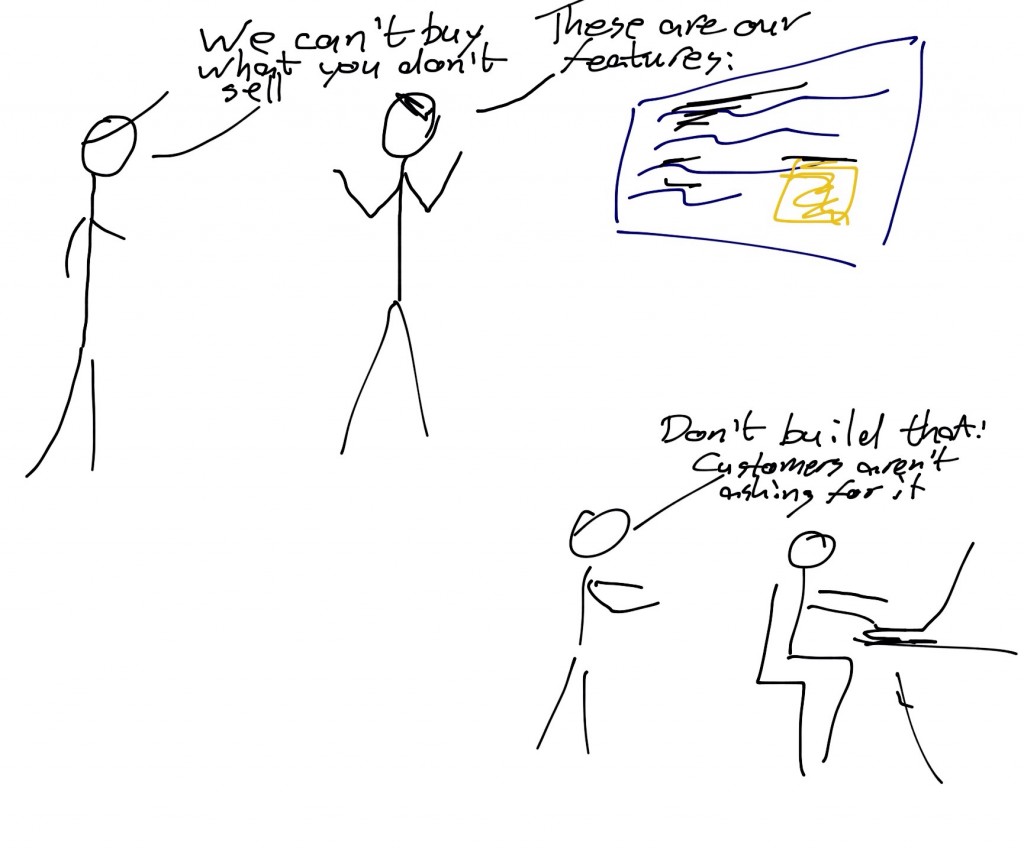 We can't buy
what you don't
sell
These are our
features:
Don't build that!
Customers aren't
asking for it